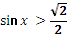 sin x > √2/2